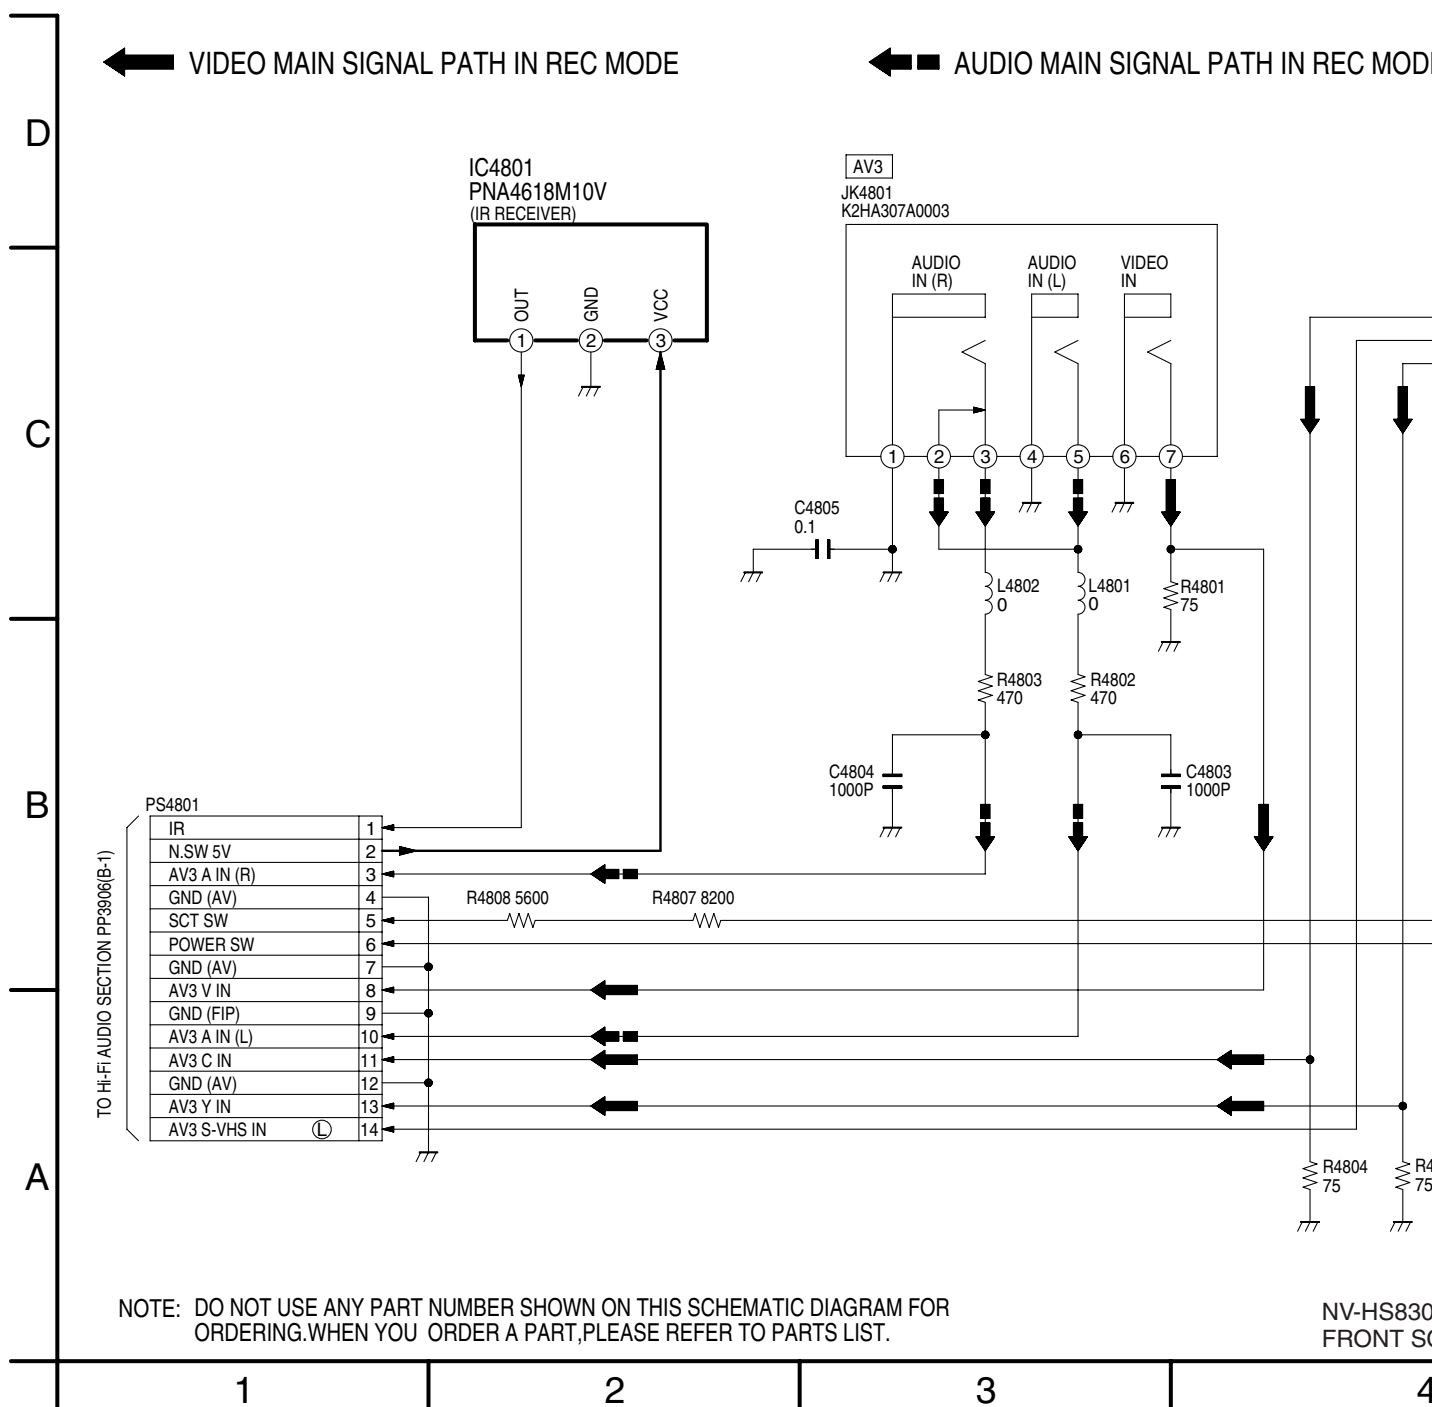 VIDEO MAIN SIGNAL PATH IN REC MODE
AUDIO MAIN SIGNAL PATH IN REC MOD
D
IC4801
PNA4618M10V
(IR RECEIVER)
OUT
GND
VCC
1
2
3
AV3
JK4801
K2HA307A0003
AUDIO
IN (R)
AUDIO
IN (L)
VIDEO
IN
C
1
2
3
4
5
6
7
C4805
0.1
L4802
0
L4801
0
R4801
75
R4803
470
R4802
470
C4804
1000P
C4803
1000P
B
PS4801
TO Hi-Fi AUDIO SECTION PP3906(B-1)
IR 1
N.SW 5V 2
AV3 A IN (R) 3
GND (AV) 4
SCT SW 5
POWER SW 6
GND (AV) 7
AV3 V IN 8
GND (FIP) 9
AV3 A IN (L) 10
AV3 C IN 11
GND (AV) 12
AV3 Y IN 13
AV3 S-VHS IN Ⓛ 14
R4808 5600
R4807 8200
A
R4804
75
R4
75
NOTE: DO NOT USE ANY PART NUMBER SHOWN ON THIS SCHEMATIC DIAGRAM FOR
ORDERING.WHEN YOU ORDER A PART,PLEASE REFER TO PARTS LIST.
NV-HS830
FRONT S
1
2
3
4